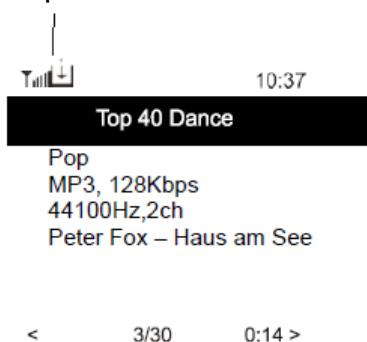 10:37
Top 40 Dance
Pop
MP3, 128Kbps
44100Hz,2ch
Peter Fox – Haus am See
< 3/30 0:14 >